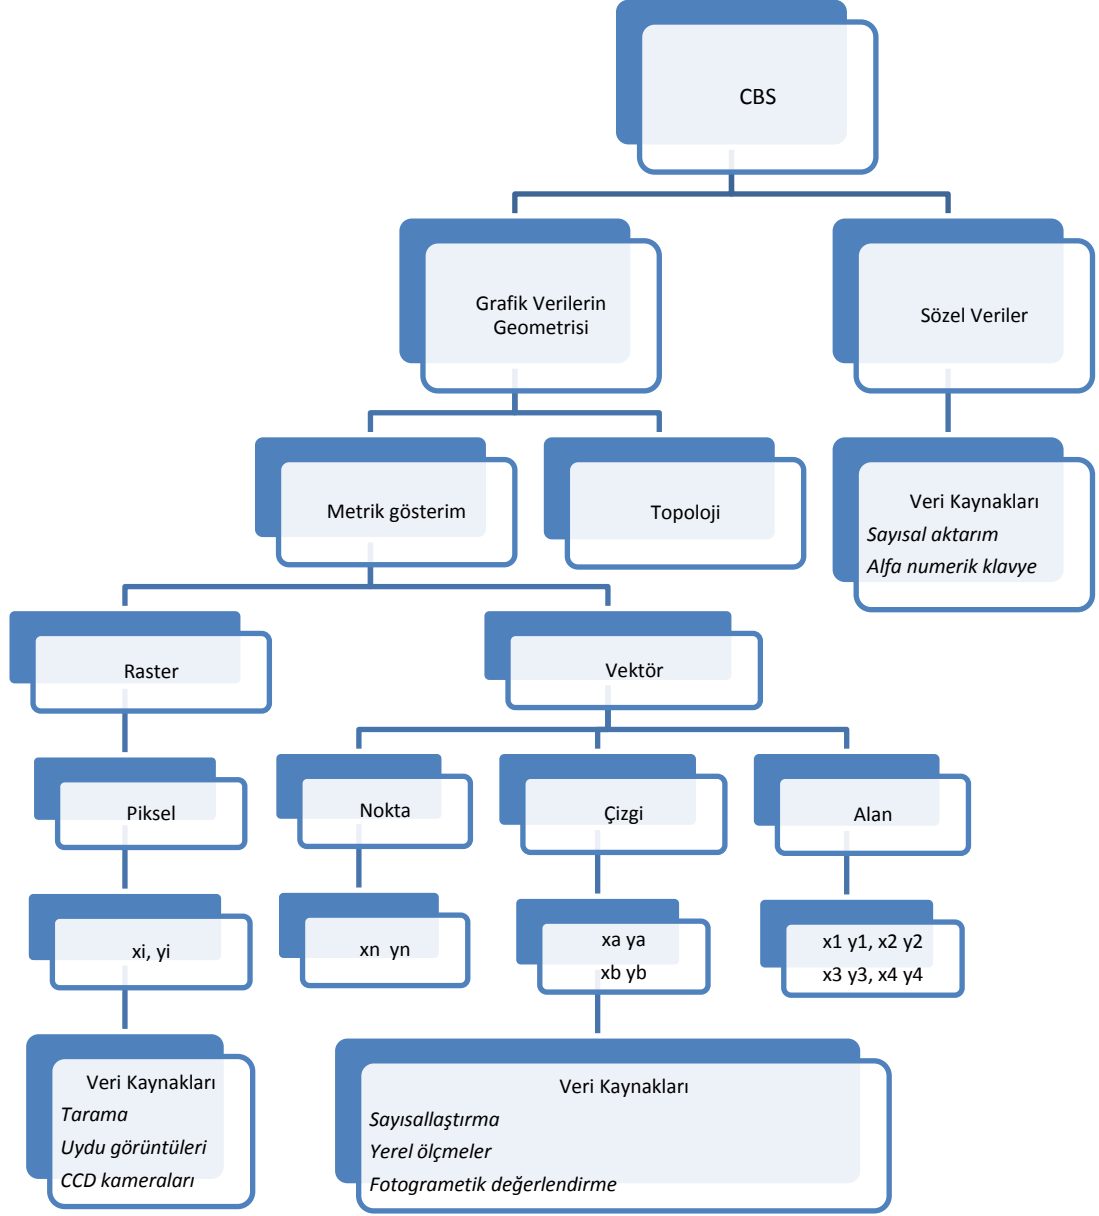 CBS
Grafik Verilerin
Geometrisi
Sözel Veriler
Metrik gösterim
Topoloji
Veri Kaynakları
Sayısal aktarım
Alfa numerik klavye
Raster
Vektör
Piksel
Nokta
Çizgi
Alan
xi, yi
xn yn
xa ya
xb yb
x1 y1, x2 y2
x3 y3, x4 y4
Veri Kaynakları
Tarama
Uydu görüntüleri
CCD kameraları
Veri Kaynakları
Sayısallaştırma
Yerel ölçmeler
Fotogrametik değerlendirme